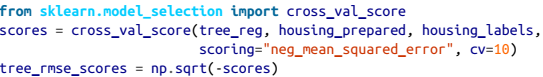 from sklearn.model_selection import cross_val_score
scores = cross_val_score(tree_reg, housing_prepared, housing_labels,
                         scoring="neg_mean_squared_error", cv=10)
tree_rmse_scores = np.sqrt(-scores)